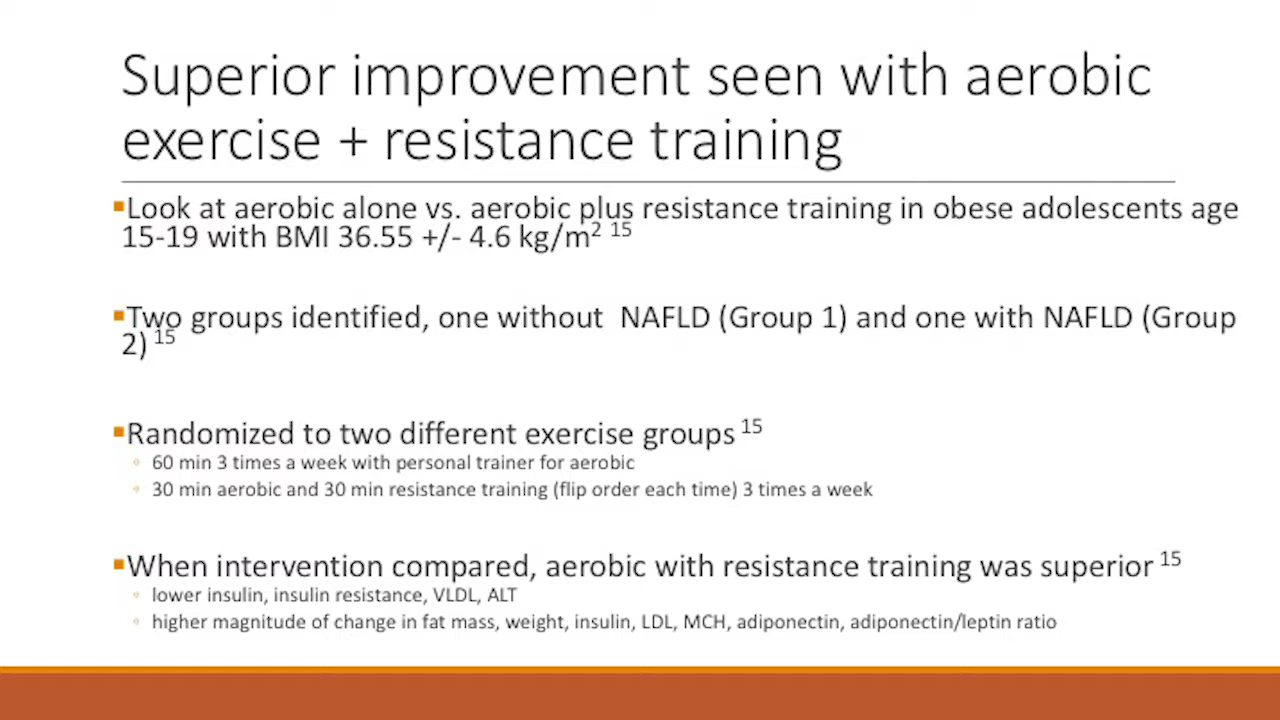 Superior improvement seen with aerobic
exercise + resistance training
▪Look at aerobic alone vs. aerobic plus resistance training in obese adolescents age
15-19 with BMI 36.55 +/- 4.6 kg/m² ¹⁵
▪Two groups identified, one without  NAFLD (Group 1) and one with NAFLD (Group
2) ¹⁵
▪Randomized to two different exercise groups ¹⁵
◦ 60 min 3 times a week with personal trainer for aerobic
◦ 30 min aerobic and 30 min resistance training (flip order each time) 3 times a week
▪When intervention compared, aerobic with resistance training was superior ¹⁵
◦ lower insulin, insulin resistance, VLDL, ALT
◦ higher magnitude of change in fat mass, weight, insulin, LDL, MCH, adiponectin, adiponectin/leptin ratio